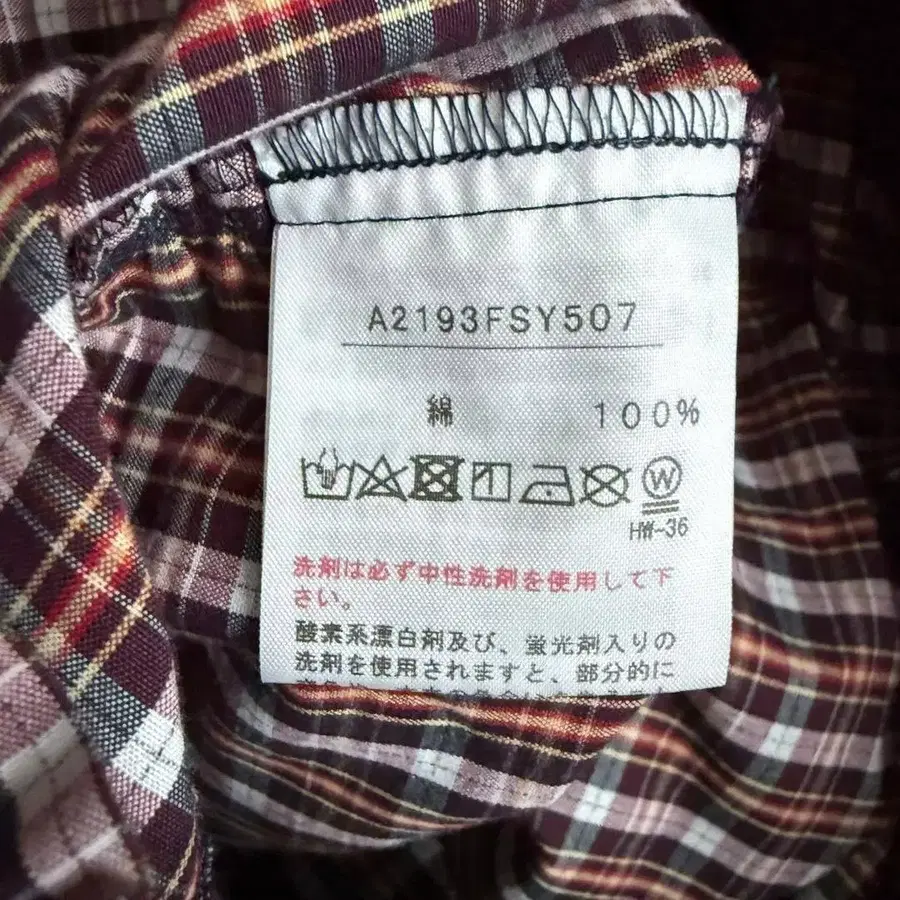 A2193FSY507
綿 100%
W
HW-36
洗剤は必ず中性洗剤を使用して下
さい。
酸素系漂白剤及び、蛍光剤入りの
洗剤を使用されますと、部分的に